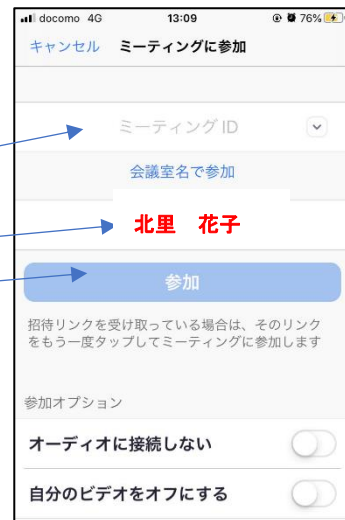 docomo 4G 13:09 76%
キャンセル ミーティングに参加
ミーティング ID
会議室名で参加
北里 花子
参加
招待リンクを受け取っている場合は、そのリンク
をもう一度タップしてミーティングに参加します
参加オプション
オーディオに接続しない
自分のビデオをオフにする